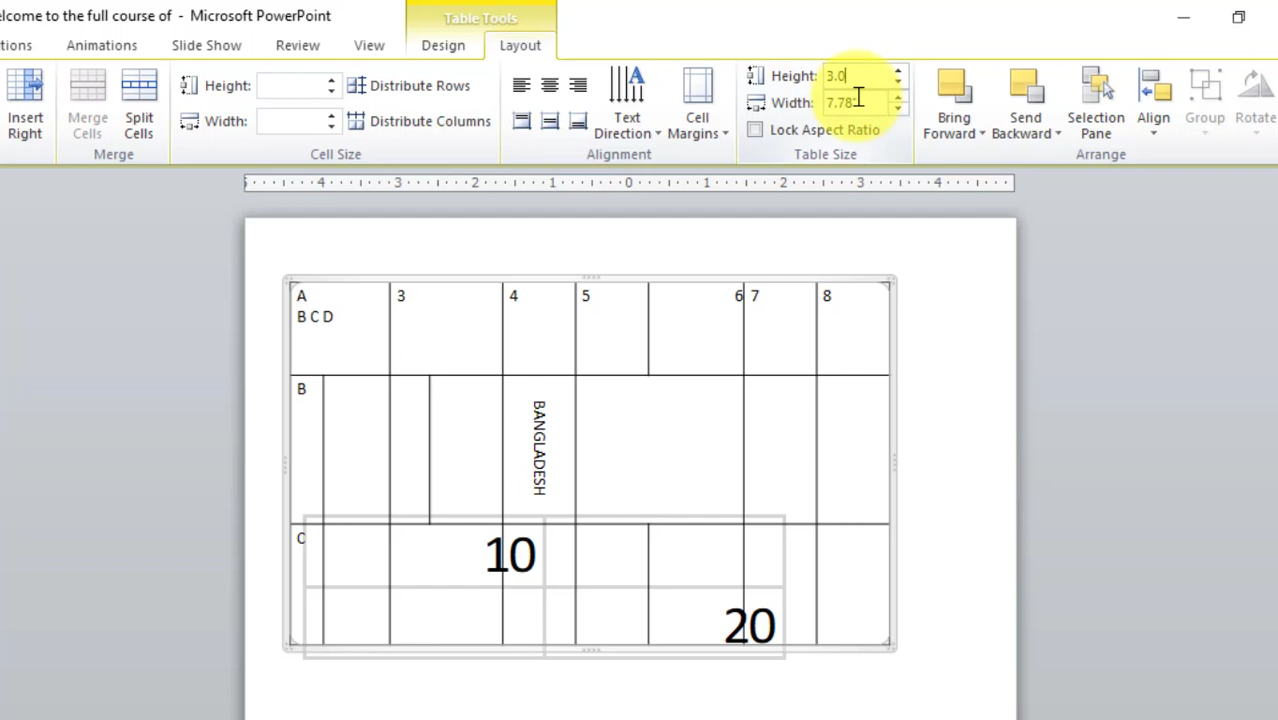 elcome to the full course of - Microsoft PowerPoint
Table Tools
tions Animations Slide Show Review View Design Layout
Insert Right
Merge Cells
Split Cells
Merge
Height:
Width:
Distribute Rows
Distribute Columns
Cell Size
Text Direction
Cell Margins
Alignment
Height: 3.0
Width: 7.78
Lock Aspect Ratio
Table Size
Bring Forward
Send Backward
Selection Pane
Align
Group
Rotate
Arrange
4 3 2 1 0 1 2 3 4
A 3 4 5 6 7 8
B C D
B
BANGLADESH
C
10
20